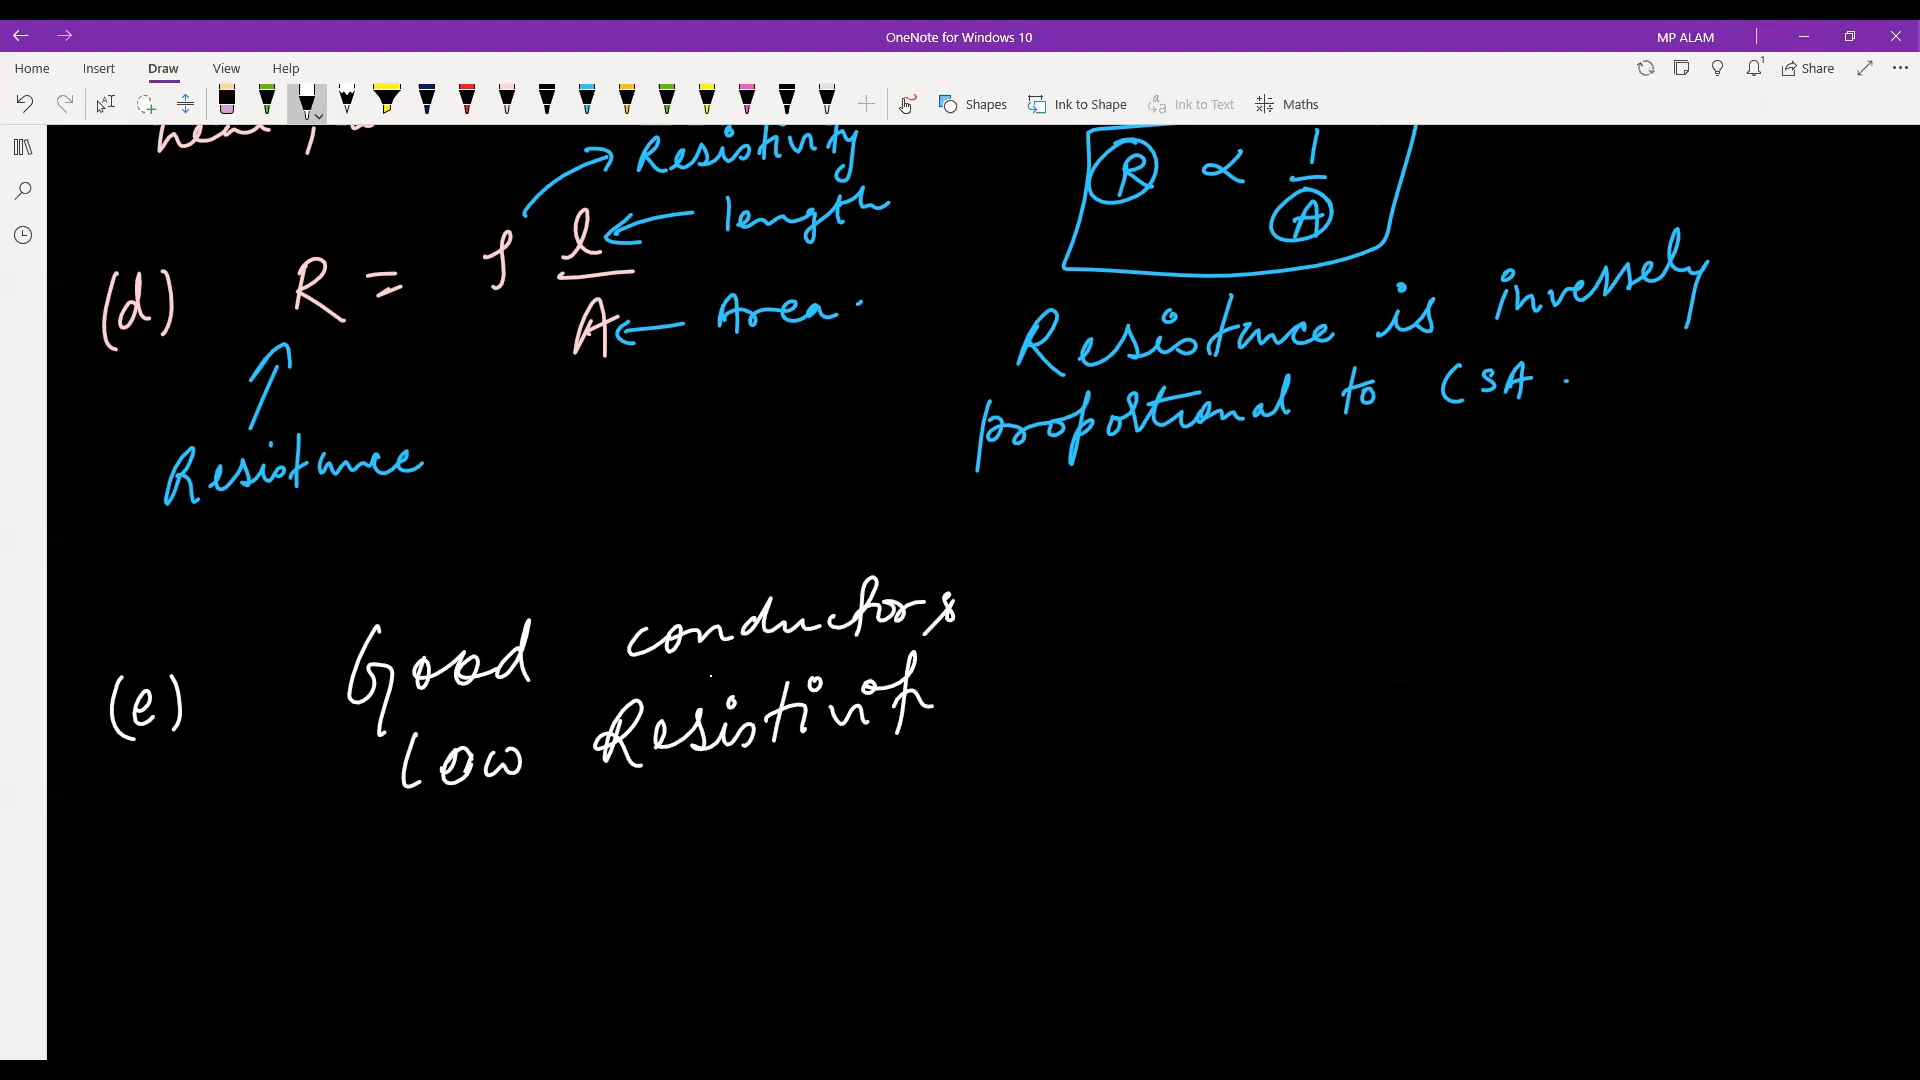 OneNote for Windows 10
MP ALAM
Home Insert Draw View Help
Share
Shapes
Ink to Shape
Ink to Text
Maths
Resistivity
length
(d) R = ρ l / A
Area.
Resistance
R ∝ 1 / A
Resistance is inversely
proportional to CSA.
(e) Good conductors
low Resistivity